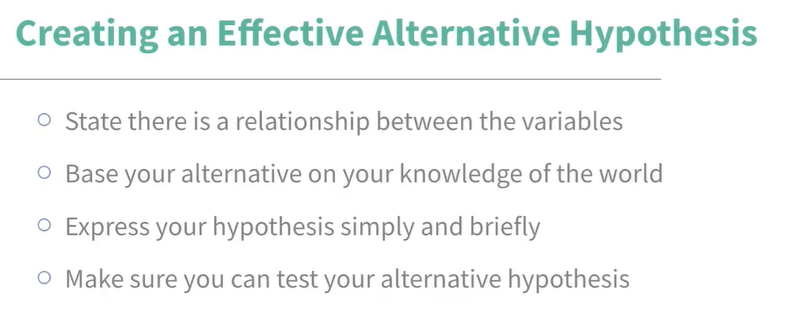 Creating an Effective Alternative Hypothesis
State there is a relationship between the variables
Base your alternative on your knowledge of the world
Express your hypothesis simply and briefly
Make sure you can test your alternative hypothesis